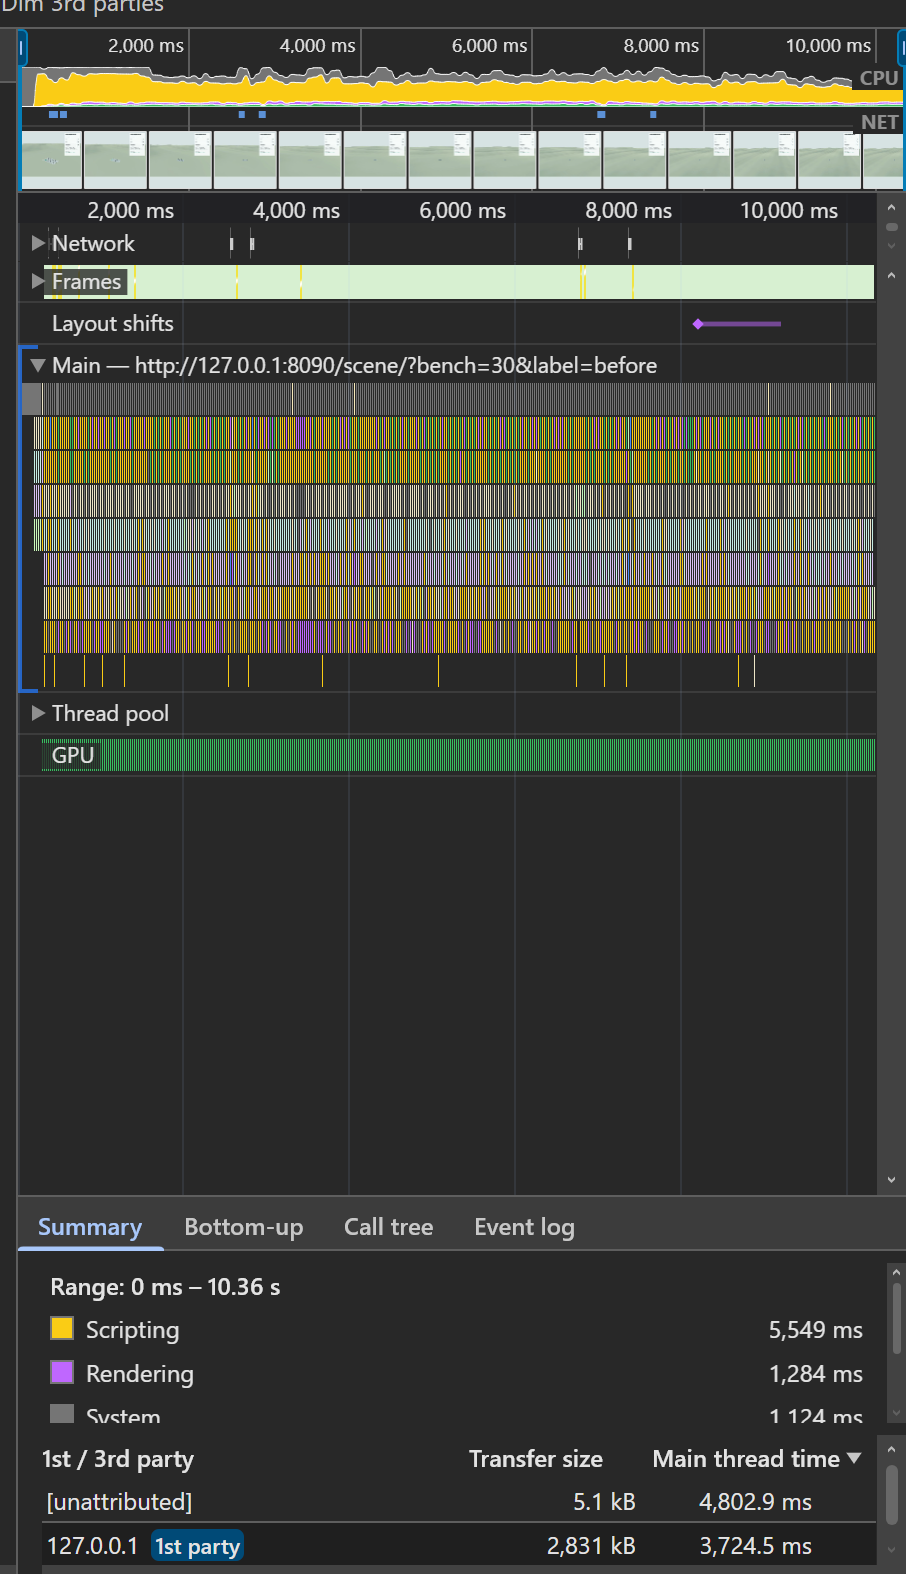 Dim 3rd parties
2,000 ms 4,000 ms 6,000 ms 8,000 ms 10,000 ms
CPU
NET
2,000 ms 4,000 ms 6,000 ms 8,000 ms 10,000 ms
Network
Frames
Layout shifts
Main — http://127.0.0.1:8090/scene/?bench=30&label=before
Thread pool
GPU
Summary Bottom-up Call tree Event log
Range: 0 ms – 10.36 s
Scripting 5,549 ms
Rendering 1,284 ms
System 1,124 ms
1st / 3rd party Transfer size Main thread time
[unattributed] 5.1 kB 4,802.9 ms
127.0.0.1 1st party 2,831 kB 3,724.5 ms